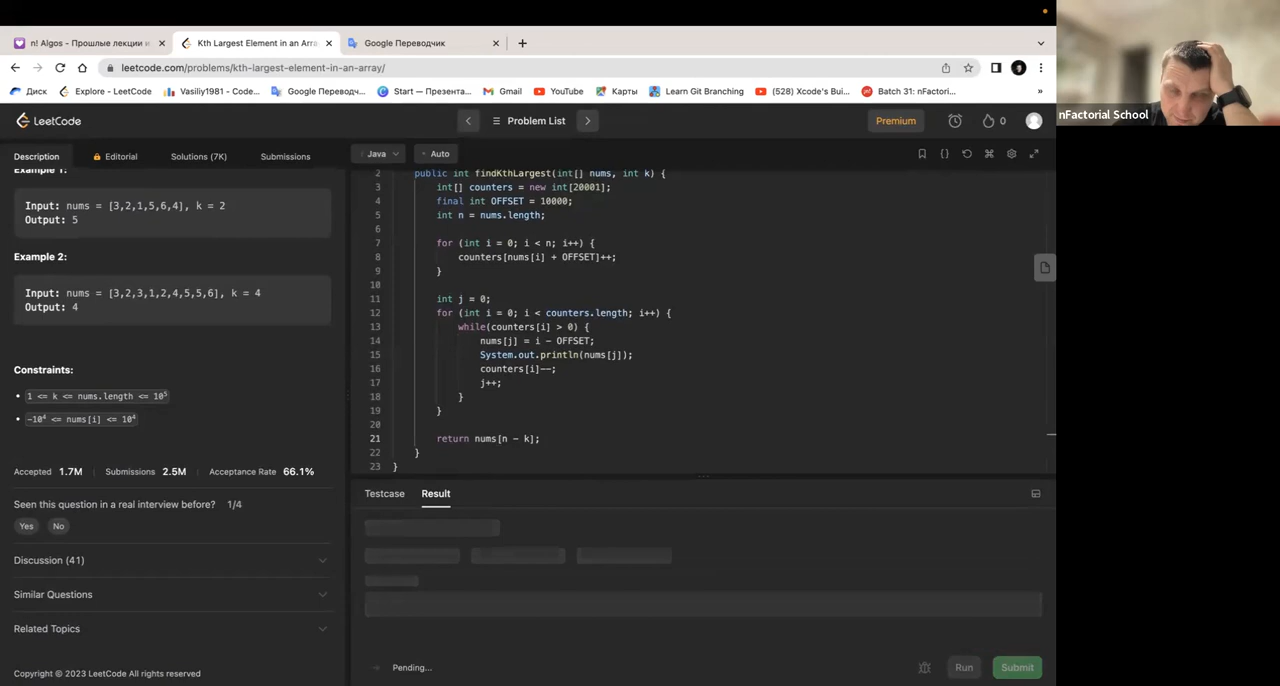 n! Algos - Прошлые лекции и
Kth Largest Element in an Arra
Google Переводчик
leetcode.com/problems/kth-largest-element-in-an-array/
Диск
Explore - LeetCode
Vasiliy1981 - Code...
Google Переводч...
Start — Презента...
Gmail
YouTube
Карты
Learn Git Branching
(528) Xcode's Bui...
Batch 31: nFactori...
»
nFactorial School
LeetCode
Problem List
Premium
0
Description
Editorial
Solutions (7K)
Submissions
Java
Auto
Example 1:
Input: nums = [3,2,1,5,6,4], k = 2
Output: 5
Example 2:
Input: nums = [3,2,3,1,2,4,5,5,6], k = 4
Output: 4
Constraints:
1 <= k <= nums.length <= 10⁵
-10⁴ <= nums[i] <= 10⁴
Accepted 1.7M
Submissions 2.5M
Acceptance Rate 66.1%
Seen this question in a real interview before? 1/4
Yes
No
Discussion (41)
Similar Questions
Related Topics
Copyright © 2023 LeetCode All rights reserved
2 public int findKthLargest(int[] nums, int k) {
3 int[] counters = new int[20001];
4 final int OFFSET = 10000;
5 int n = nums.length;
6
7 for (int i = 0; i < n; i++) {
8 counters[nums[i] + OFFSET]++;
9 }
10
11 int j = 0;
12 for (int i = 0; i < counters.length; i++) {
13 while(counters[i] > 0) {
14 nums[j] = i - OFFSET;
15 System.out.println(nums[j]);
16 counters[i]--;
17 j++;
18 }
19 }
20
21 return nums[n - k];
22 }
23 }
Testcase
Result
Pending...
Run
Submit